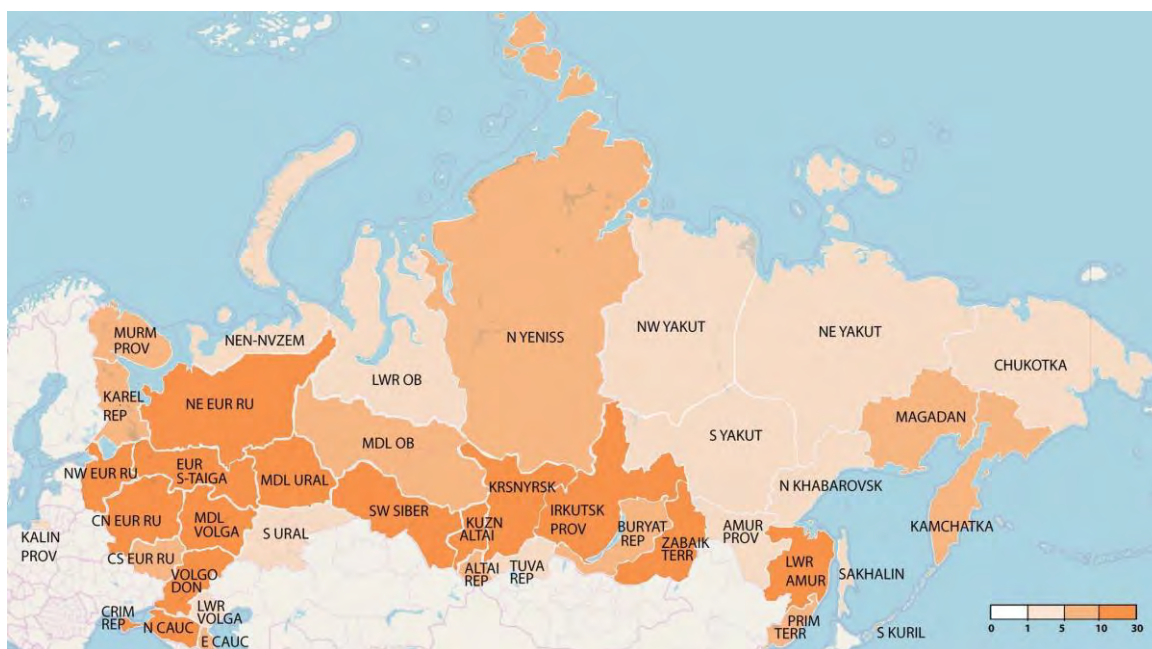 MURM
PROV
NEN-NVZEM
N YENISS
NW YAKUT
NE YAKUT
CHUKOTKA
LWR OB
KAREL
REP
NE EUR RU
MAGADAN
MDL OB
S YAKUT
NW EUR RU
EUR
S-TAIGA
MDL URAL
KRSNYRSK
N KHABAROVSK
SW SIBER
CN EUR RU
MDL
VOLGA
KUZN
ALTAI
IRKUTSK
PROV
BURYAT
REP
AMUR
PROV
KAMCHATKA
KALIN
PROV
S URAL
ZABAIK
TERR
CS EUR RU
ALTAI
REP
TUVA
REP
LWR
AMUR
SAKHALIN
VOLGO
DON
LWR
VOLGA
CRIM
REP
N CAUC
E CAUC
PRIM
TERR
S KURIL
0 1 5 10 30